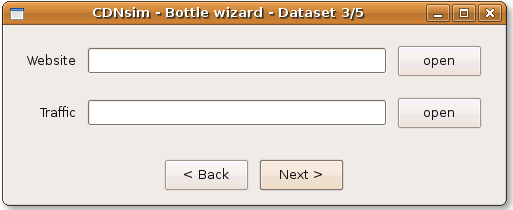 CDNsim - Bottle wizard - Dataset 3/5
Website open
Traffic open
< Back Next >